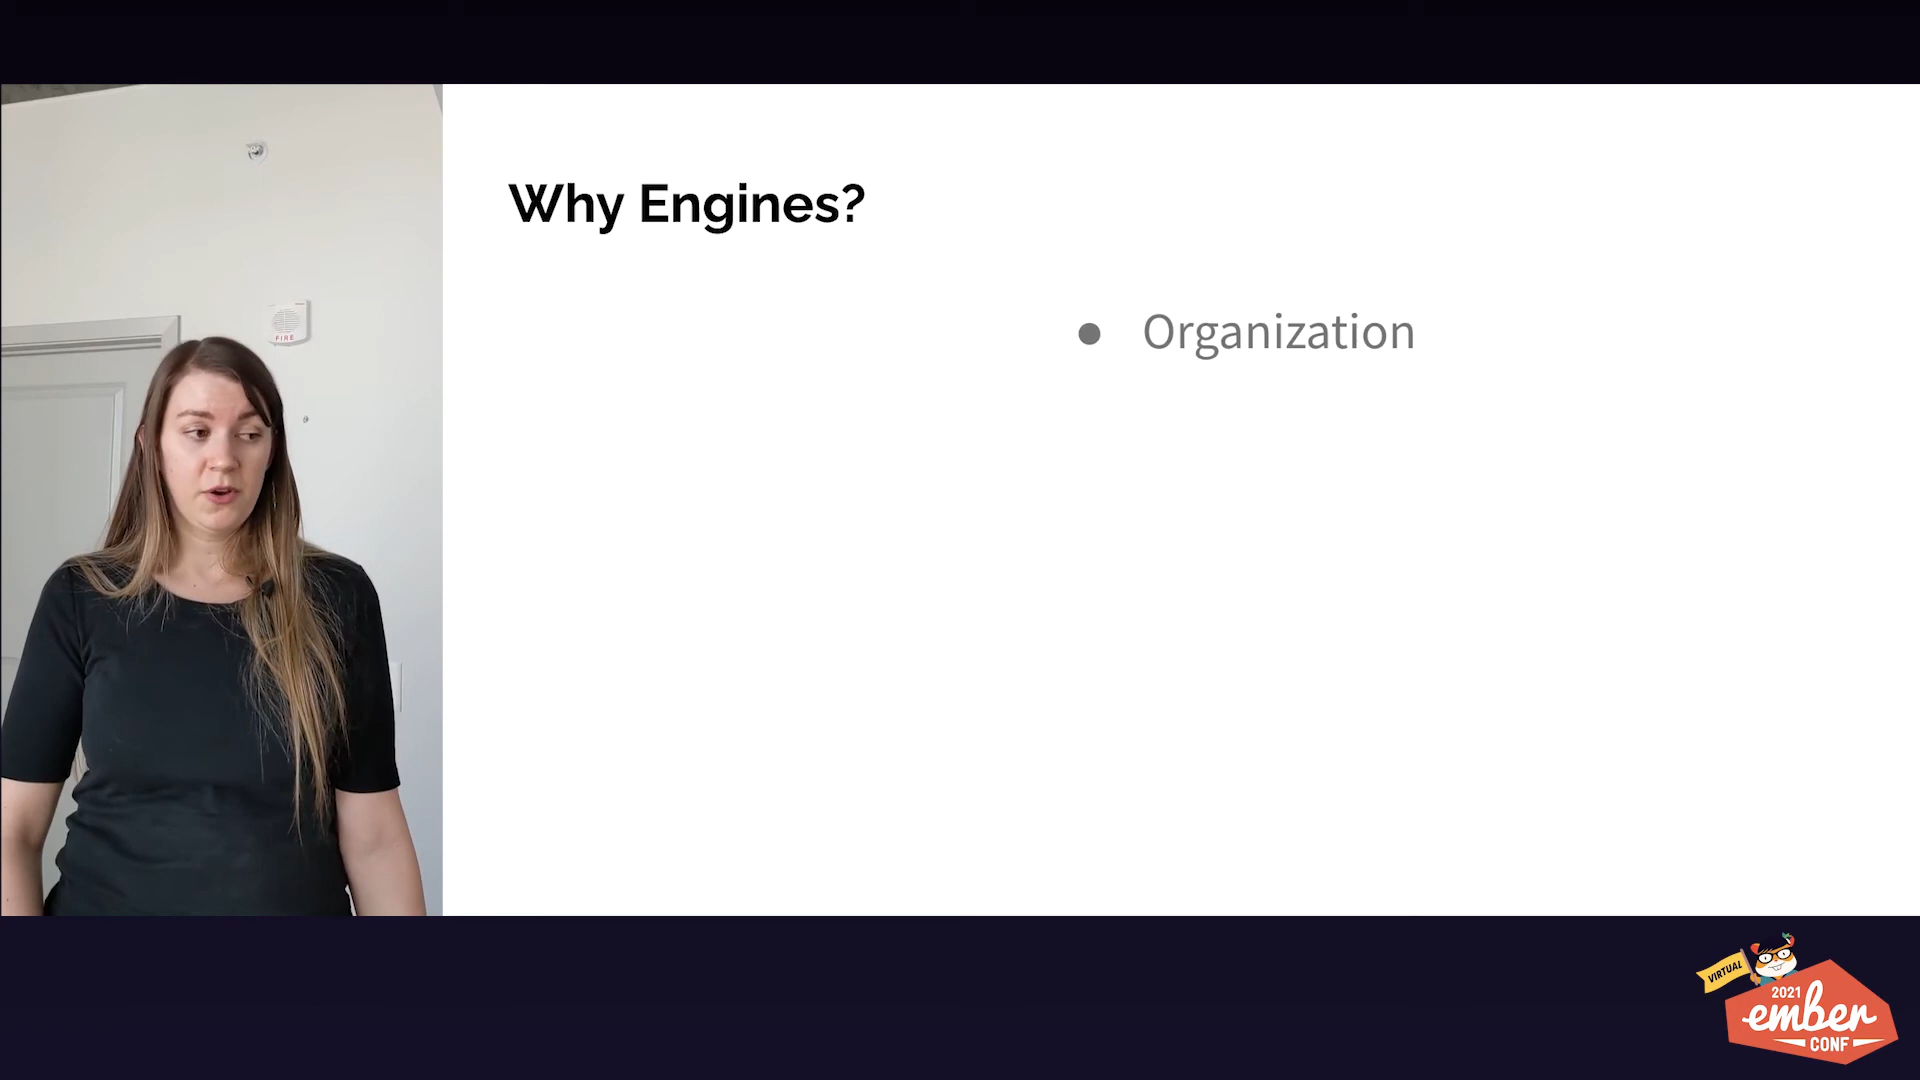 FIRE
Why Engines?
● Organization
VIRTUAL
2021
ember
CONF